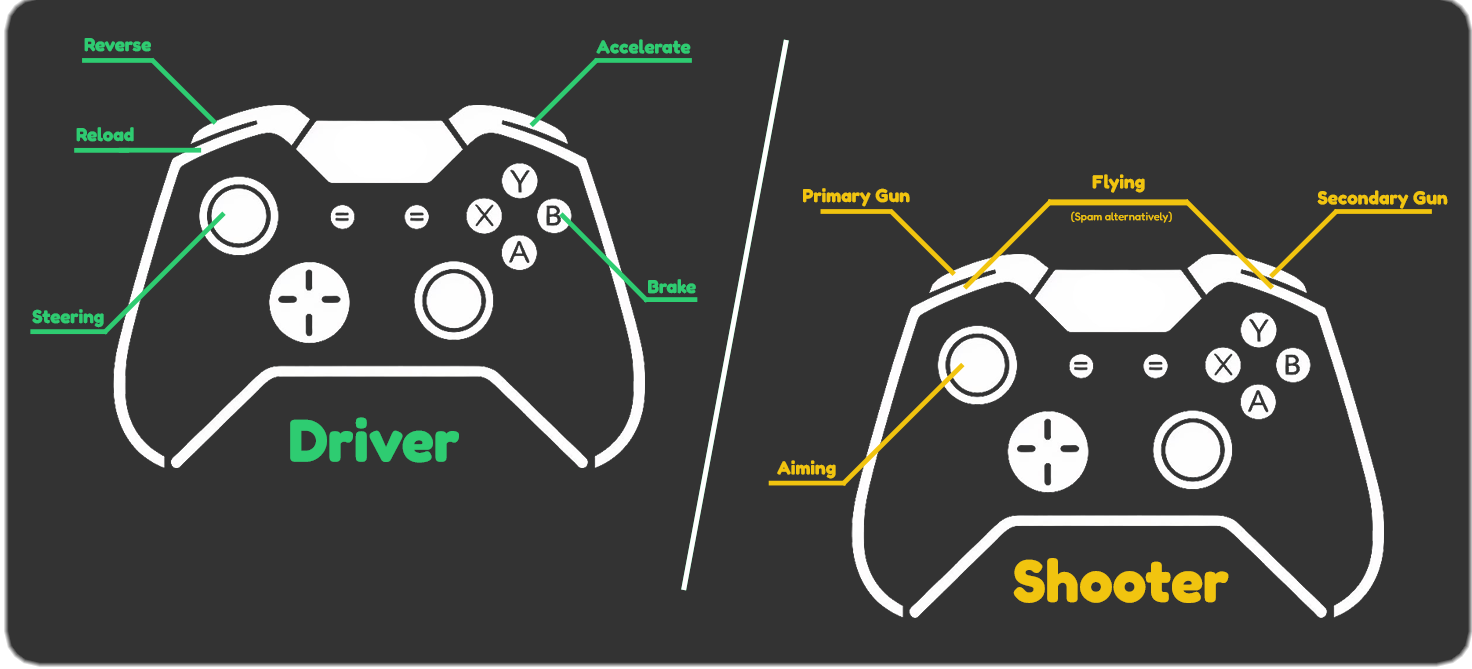 Reverse
Accelerate
Reload
Y
X
B
A
Steering
Brake
Driver
Primary Gun
Flying
(Spam alternatively)
Secondary Gun
Y
X
B
A
Aiming
Shooter